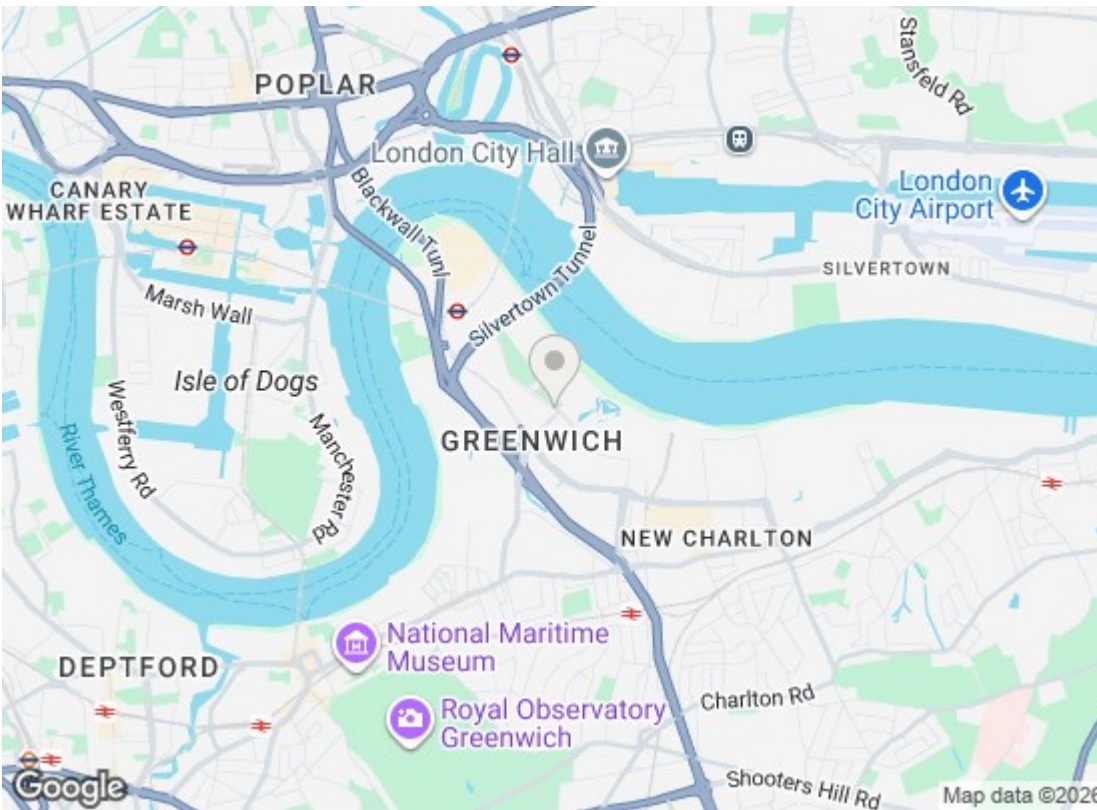 Stansfeld Rd
POPLAR
London City Hall
CANARY
WHARF ESTATE
Blackwall Tunl
London
City Airport
Silvertown Tunnel
SILVERTOWN
Marsh Wall
Isle of Dogs
Westferry Rd
Manchester Rd
River Thames
GREENWICH
NEW CHARLTON
National Maritime
Museum
DEPTFORD
Royal Observatory
Greenwich
Charlton Rd
Shooters Hill Rd
Google
Map data ©2026